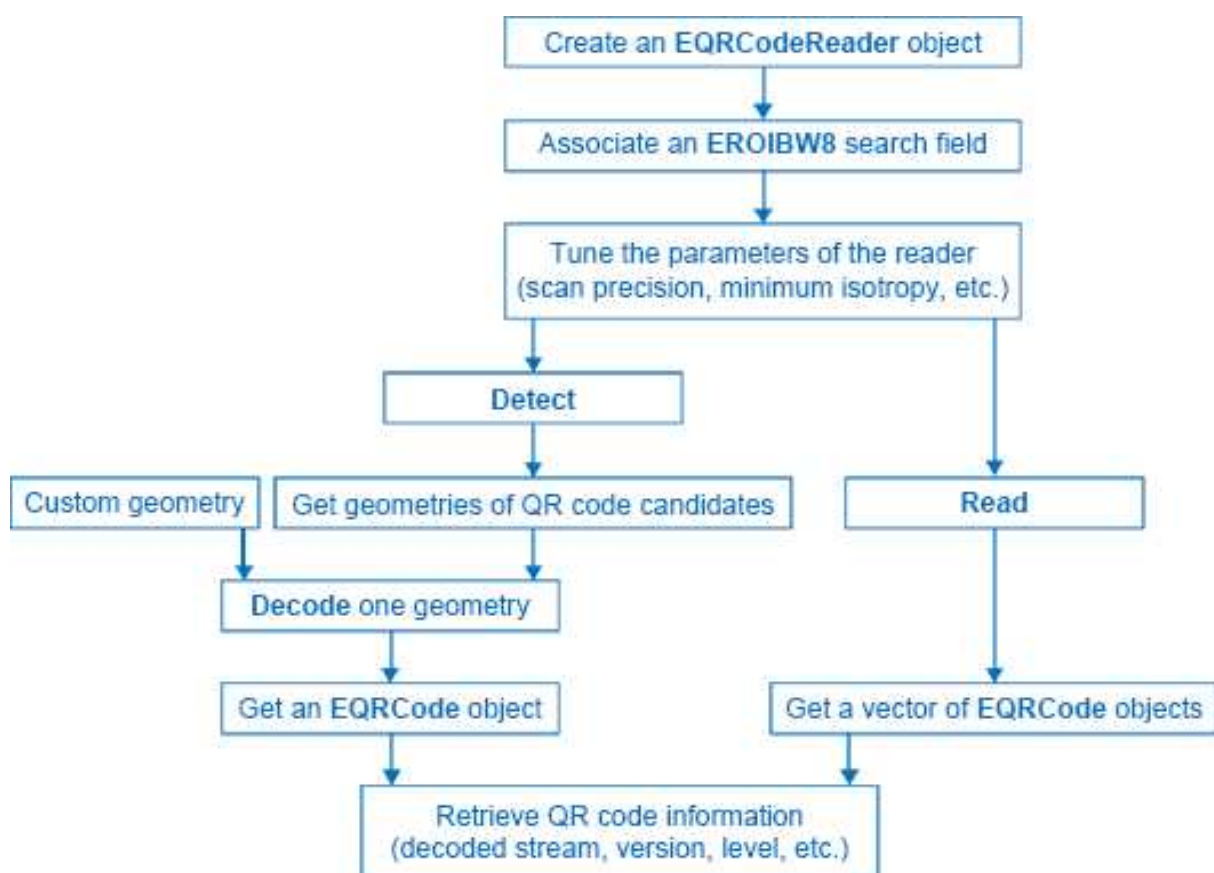 Create an EQRCodeReader object
Associate an EROIBW8 search field
Tune the parameters of the reader
(scan precision, minimum isotropy, etc.)
Detect
Custom geometry
Get geometries of QR code candidates
Read
Decode one geometry
Get an EQRCode object
Get a vector of EQRCode objects
Retrieve QR code information
(decoded stream, version, level, etc.)